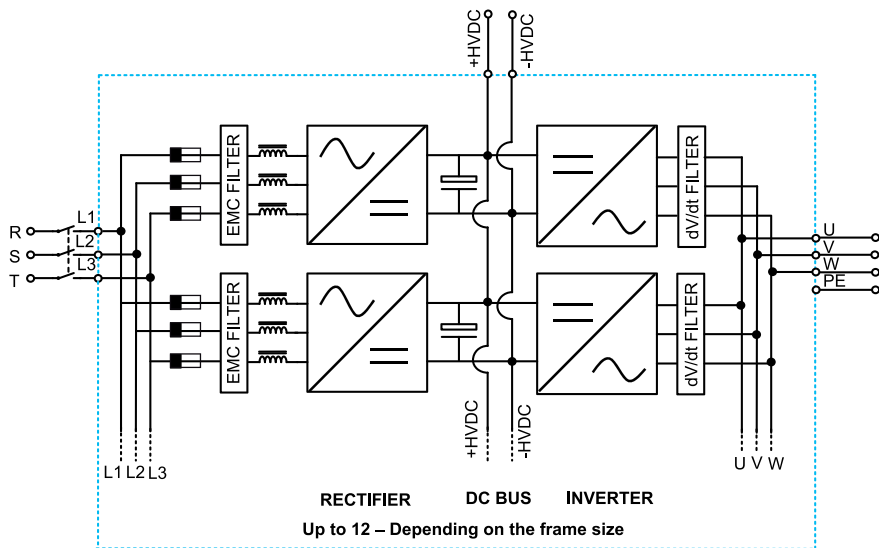 +HVDC
-HVDC
EMC FILTER
dV/dt FILTER
R
S
T
L1
L2
L3
U
V
W
PE
EMC FILTER
dV/dt FILTER
+HVDC
-HVDC
L1 L2 L3
U V W
RECTIFIER DC BUS INVERTER
Up to 12 – Depending on the frame size